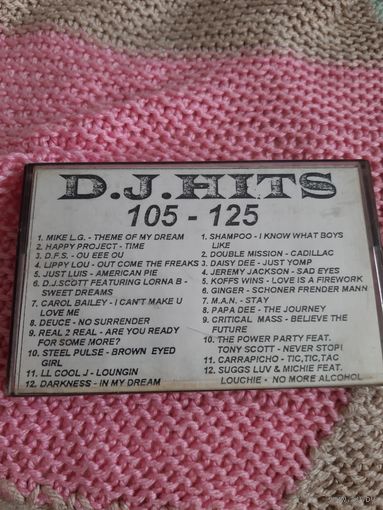 D.J.HITS
105 - 125
1. MIKE L.G. - THEME OF MY DREAM
2. HAPPY PROJECT - TIME
3. D.F.S. - OU EEE OU
4. LIPPY LOU - OUT COME THE FREAKS
5. JUST LUIS - AMERICAN PIE
6. D.J.SCOTT FEATURING LORNA B -
SWEET DREAMS
7. CAROL BAILEY - I CAN'T MAKE U
LOVE ME
8. DEUCE - NO SURRENDER
9. REAL 2 REAL - ARE YOU READY
FOR SOME MORE?
10. STEEL PULSE - BROWN EYED
GIRL
11. LL COOL J - LOUNGIN
12. DARKNESS - IN MY DREAM
1. SHAMPOO - I KNOW WHAT BOYS
LIKE
2. DOUBLE MISSION - CADILLAC
3. DAISY DEE - JUST YOMP
4. JEREMY JACKSON - SAD EYES
5. KOFFS WINS - LOVE IS A FIREWORK
6. GINGER - SCHONER FRENDER MANN
7. M.A.N. - STAY
8. PAPA DEE - THE JOURNEY
9. CRITICAL MASS - BELIEVE THE
FUTURE
10. THE POWER PARTY FEAT.
TONY SCOTT - NEVER STOP!
11. CARRAPICHO - TIC,TIC,TAC
12. SUGGS LUV & MICHIE FEAT.
LOUCHIE - NO MORE ALCOHOL